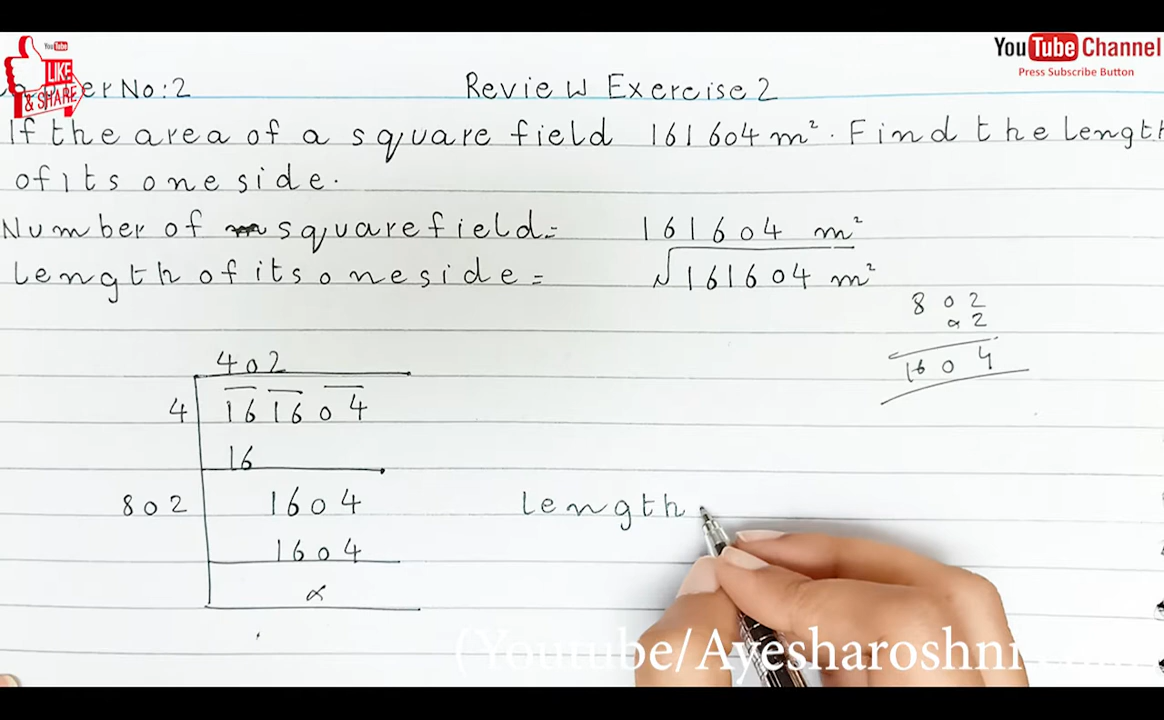 YouTube
LIKE
& SHARE
YouTube Channel
Press Subscribe Button
er No:2 Review Exercise 2
If the area of a square field 161604 m². Find the length
of its one side.
Number of square field = 161604 m²
length of its one side = √161604 m²
802
× 2
1604
402
4 161604
16
802 1604
1604
×
length
(Youtube/Ayesharoshni